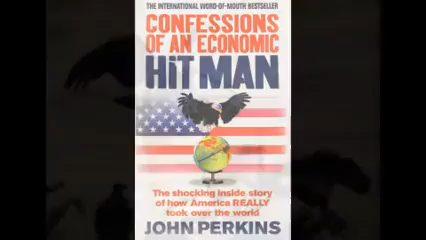 THE INTERNATIONAL WORD-OF-MOUTH BESTSELLER
CONFESSIONS
OF AN ECONOMIC
HiT MAN
The shocking inside story
of how America REALLY
took over the world
JOHN PERKINS